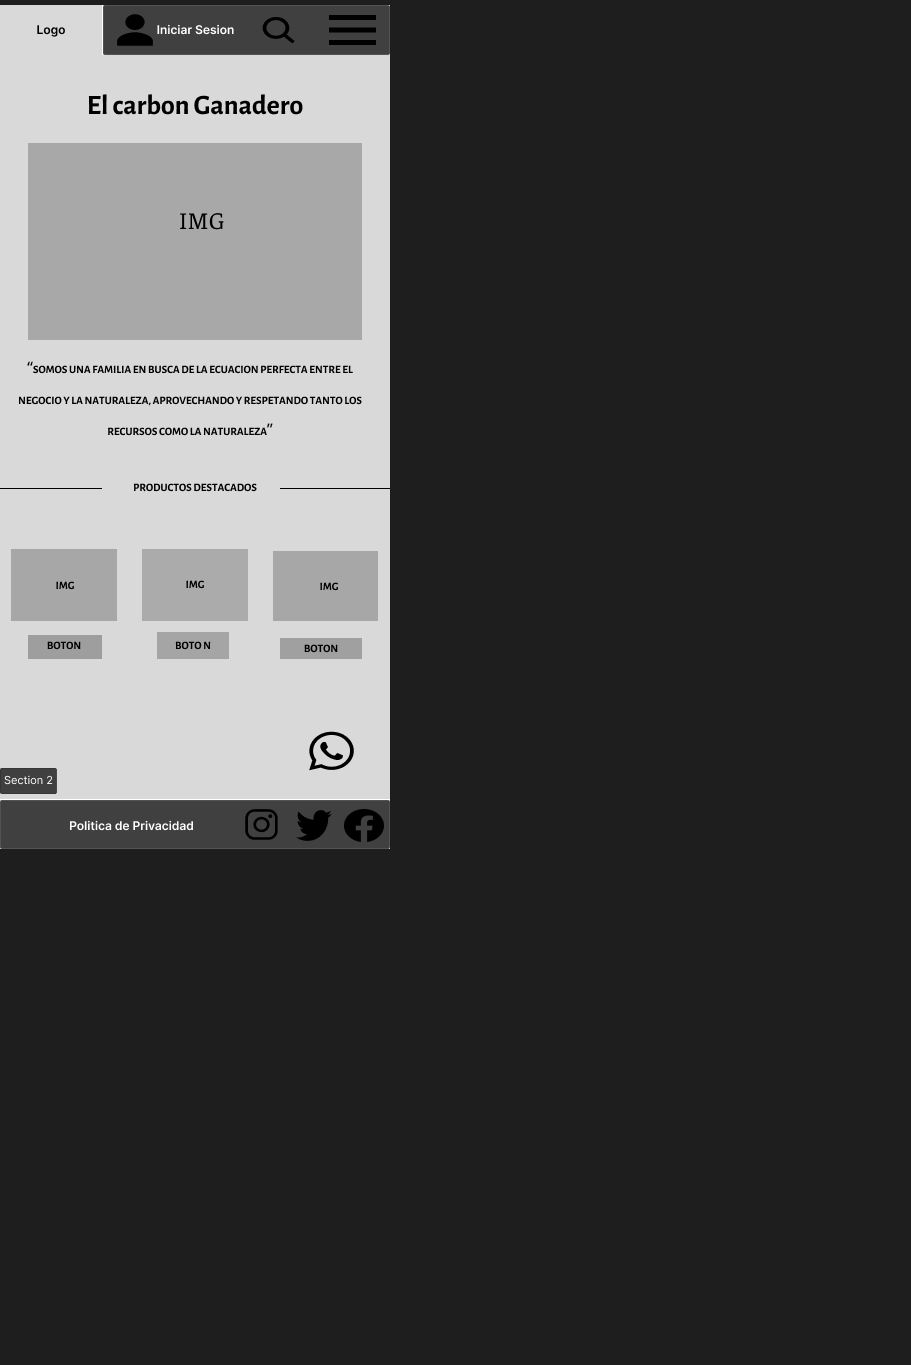 Logo
Iniciar Sesion
El carbon Ganadero
IMG
"SOMOS UNA FAMILIA EN BUSCA DE LA ECUACION PERFECTA ENTRE EL
NEGOCIO Y LA NATURALEZA, APROVECHANDO Y RESPETANDO TANTO LOS
RECURSOS COMO LA NATURALEZA"
PRODUCTOS DESTACADOS
IMG
IMG
IMG
BOTON
BOTO N
BOTON
Section 2
Politica de Privacidad